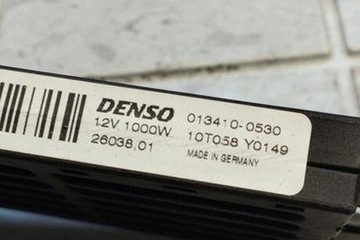 DENSO 013410-0530
12V 1000W 10T058 Y0149
26038.01 MADE IN GERMANY